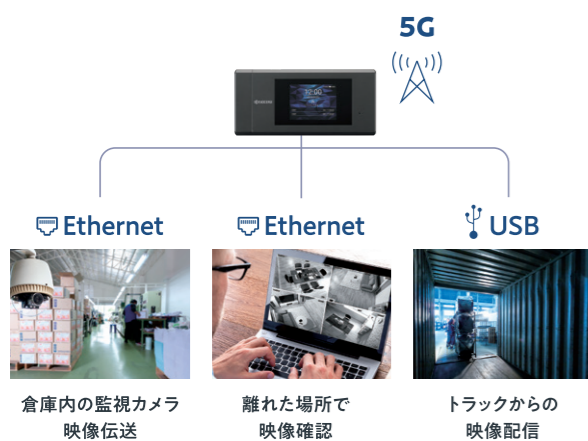 5G
12:00
Ethernet
Ethernet
USB
倉庫内の監視カメラ
映像伝送
離れた場所で
映像確認
トラックからの
映像配信